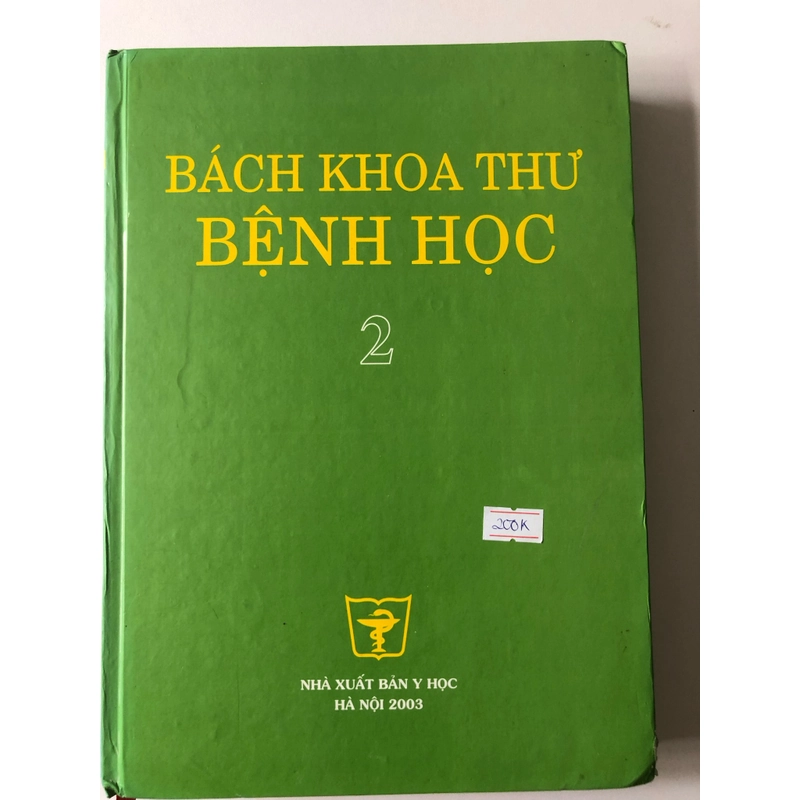 BÁCH KHOA THƯ
BỆNH HỌC
2
200K
NHÀ XUẤT BẢN Y HỌC
HÀ NỘI 2003